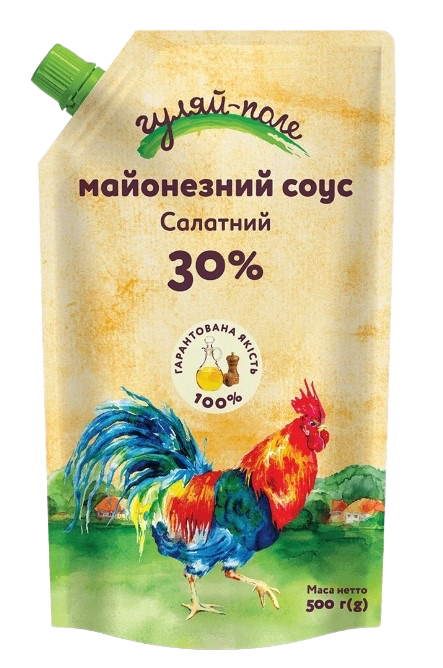 гуляй-поле
майонезний соус
Салатний
30%
ГАРАНТОВАНА ЯКІСТЬ
100%
Маса нетто
500 г(g)